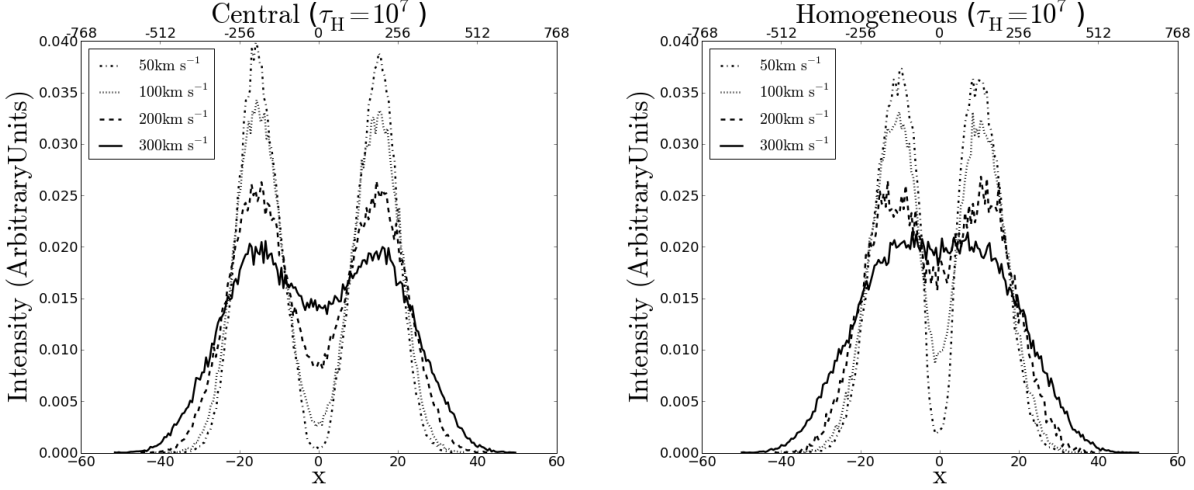 Central (τH=10⁷ )
-768 -512 -256 0 256 512 768
0.040
0.035
0.030
0.025
0.020
0.015
0.010
0.005
0.000
Intensity (ArbitraryUnits)
50km s⁻¹
100km s⁻¹
200km s⁻¹
300km s⁻¹
−60 −40 −20 0 20 40 60
x
Homogeneous (τH=10⁷ )
-768 -512 -256 0 256 512 768
0.040
0.035
0.030
0.025
0.020
0.015
0.010
0.005
0.000
Intensity (ArbitraryUnits)
50km s⁻¹
100km s⁻¹
200km s⁻¹
300km s⁻¹
−60 −40 −20 0 20 40 60
x